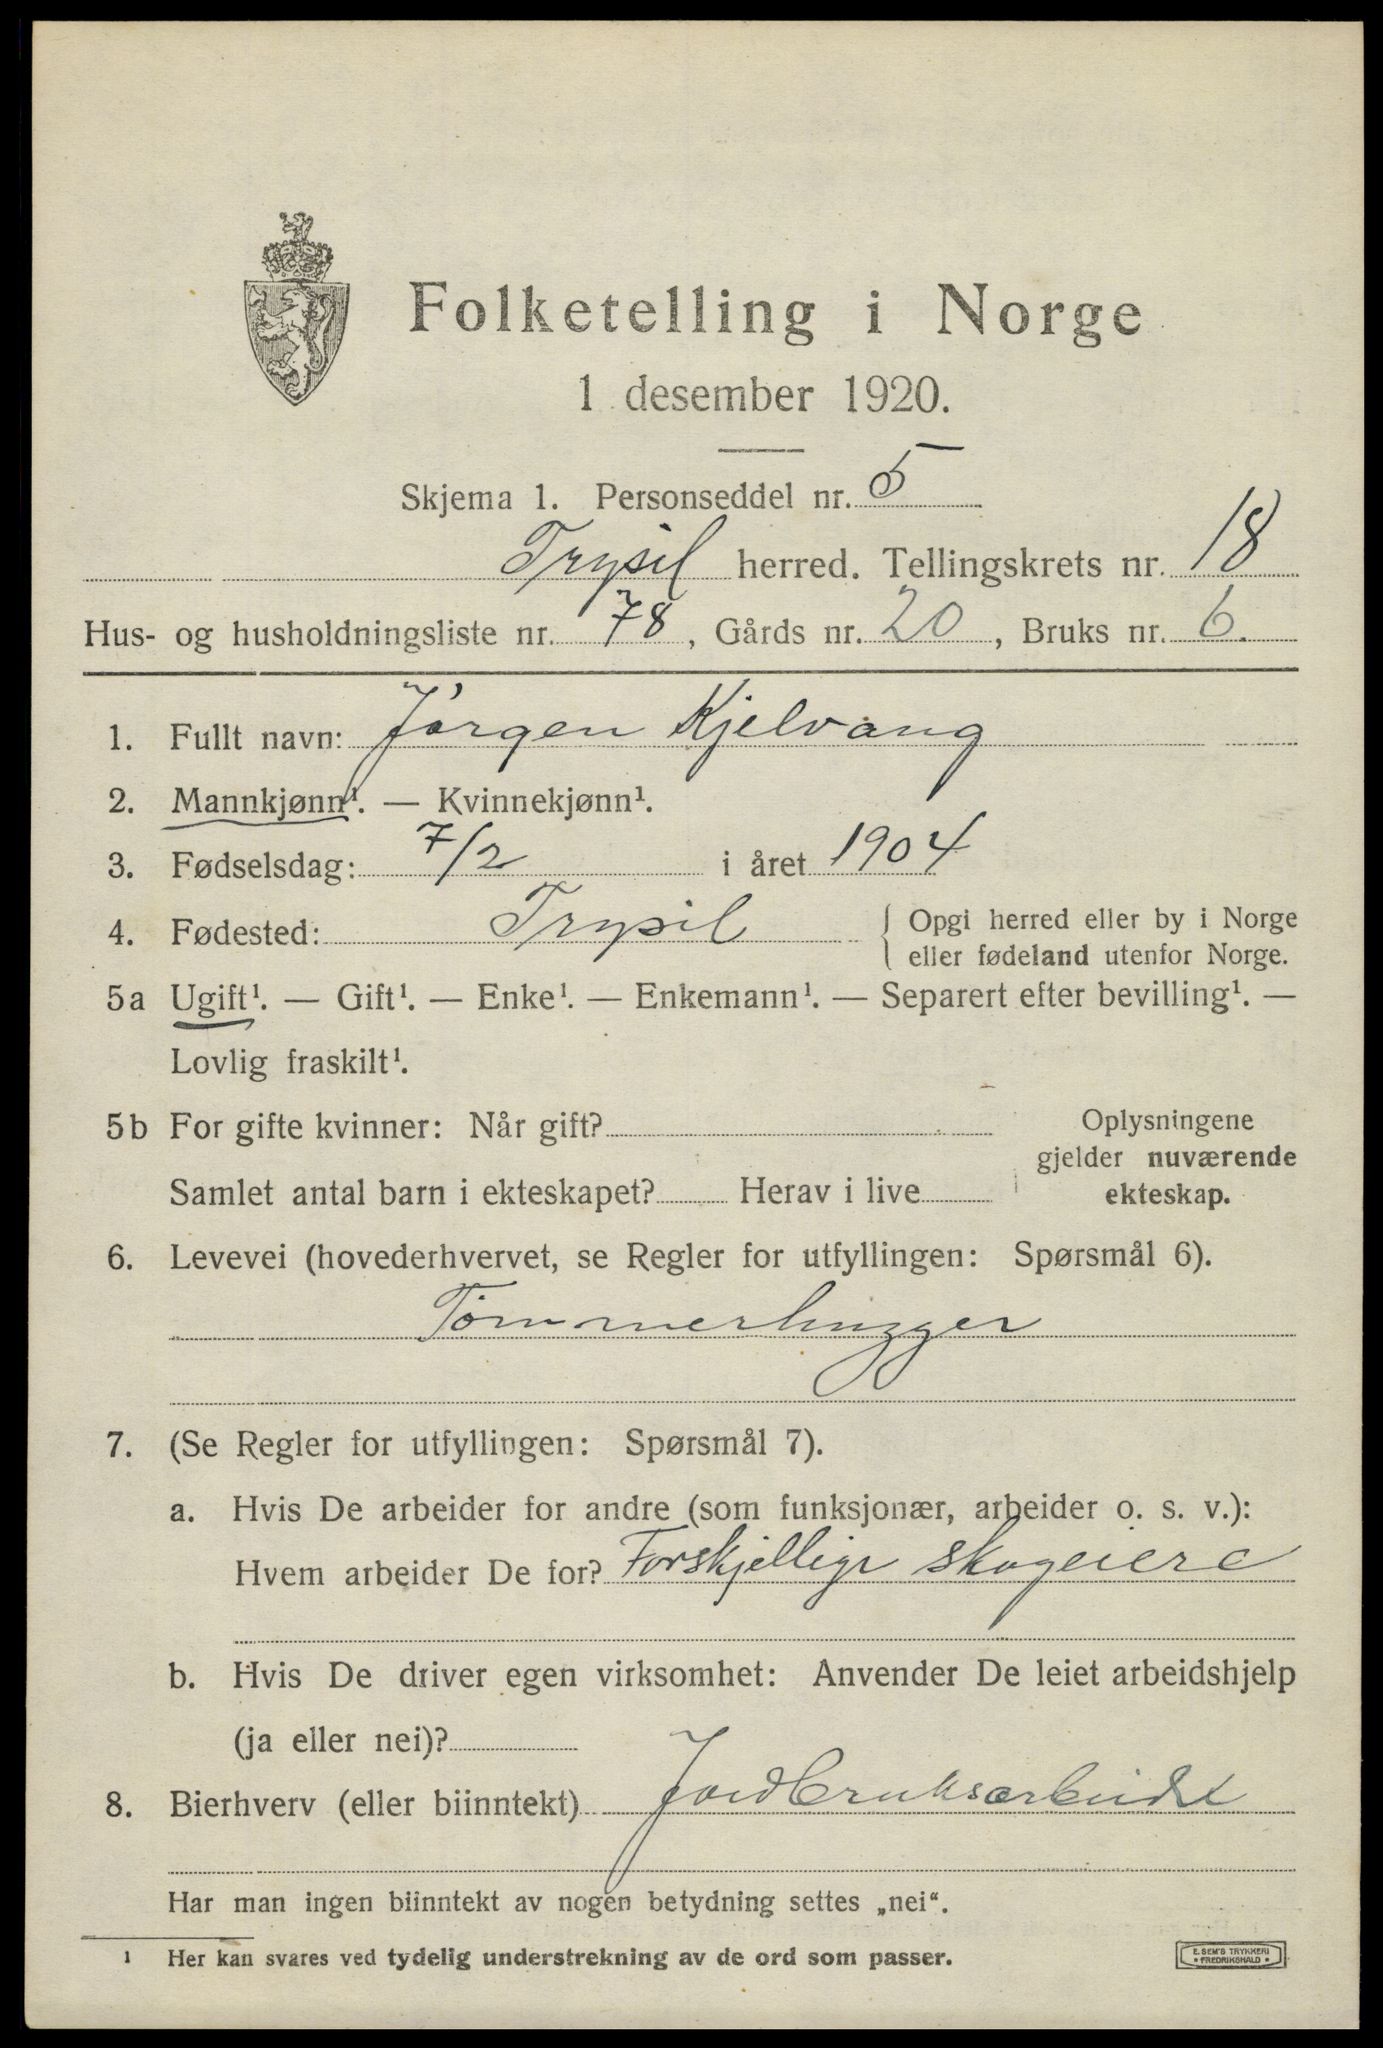 Folketelling i Norge
1 desember 1920.
Skjema 1. Personseddel nr. 5
Trysil herred. Tellingskrets nr. 18
Hus- og husholdningsliste nr. 78, Gårds nr. 20, Bruks nr. 6.
1. Fullt navn: Jörgen Kjelvang
2. Mannkjønn¹. — Kvinnekjønn¹.
3. Fødselsdag: 7/2 i året 1904
4. Fødested: Trysil { Opgi herred eller by i Norge
eller fødeland utenfor Norge.
5a Ugift¹. — Gift¹. — Enke¹. — Enkemann¹. — Separert efter bevilling¹. —
Lovlig fraskilt¹.
5b For gifte kvinner: Når gift?
Samlet antal barn i ekteskapet? Herav i live
Oplysningene
gjelder nuværende
ekteskap.
6. Levevei (hovederhvervet, se Regler for utfyllingen: Spørsmål 6).
Tömmerhugger
7. (Se Regler for utfyllingen: Spørsmål 7).
a. Hvis De arbeider for andre (som funksjonær, arbeider o. s. v.):
Hvem arbeider De for? Forskjellige skogeiere
b. Hvis De driver egen virksomhet: Anvender De leiet arbeidshjelp
(ja eller nei)?
8. Bierhverv (eller biinntekt) Jordbruksarbeide
Har man ingen biinntekt av nogen betydning settes „nei“.
¹ Her kan svares ved tydelig understrekning av de ord som passer.
E. SEM'S TRYKKERI
• FREDRIKSHALD •